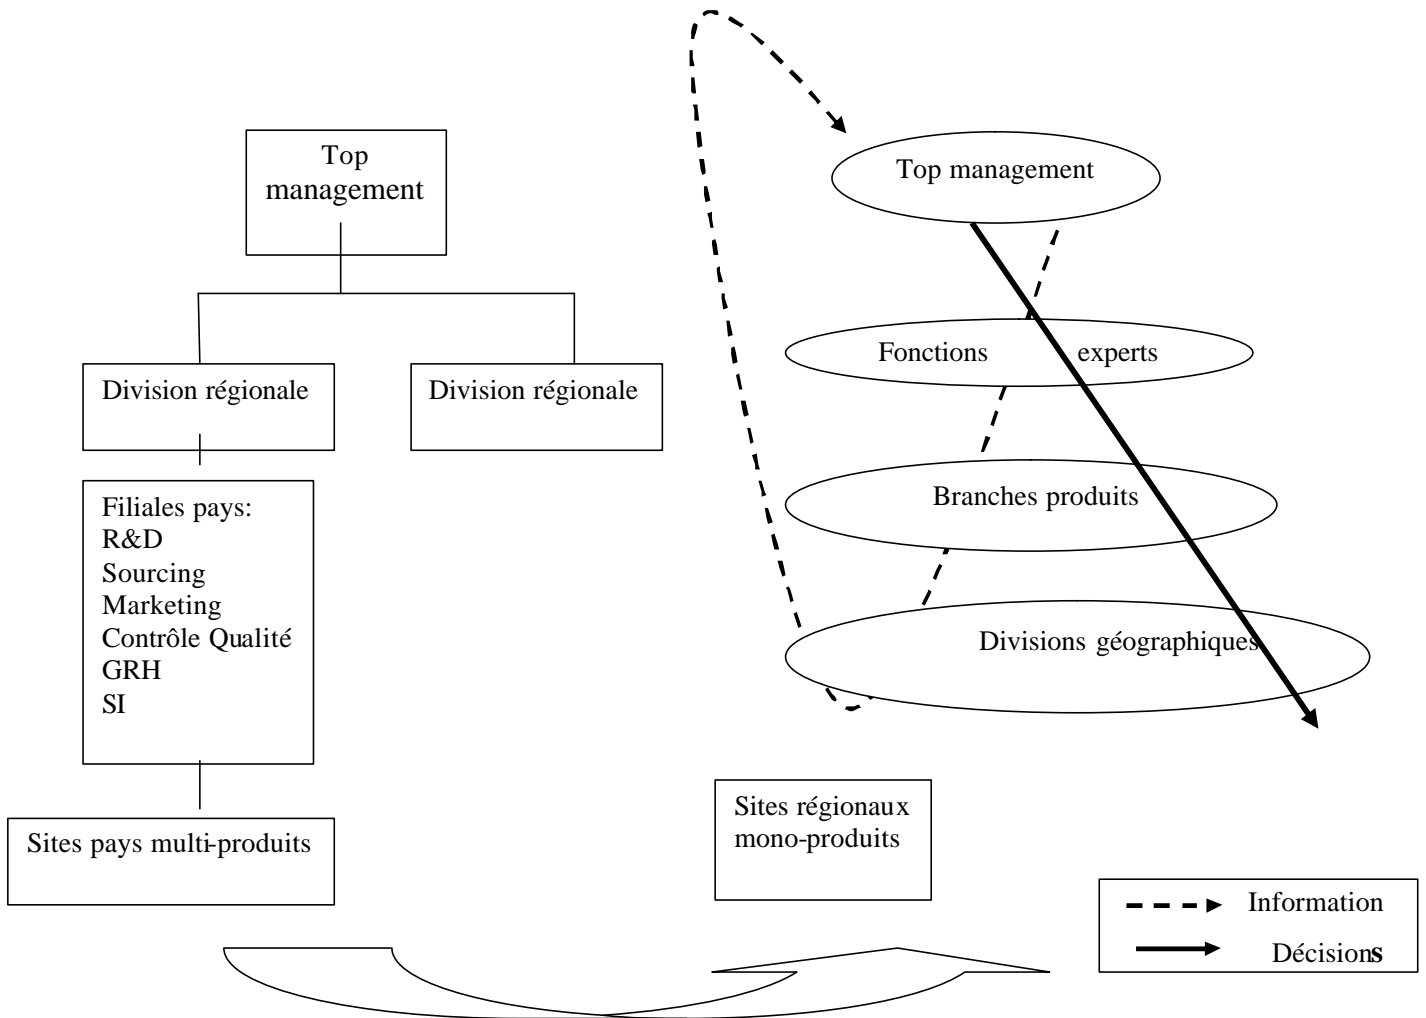 Top
management
Division régionale
Division régionale
Filiales pays:
R&D
Sourcing
Marketing
Contrôle Qualité
GRH
SI
Sites pays multi-produits
Top management
Fonctions experts
Branches produits
Divisions géographiques
Sites régionaux
mono-produits
Information
Décisions